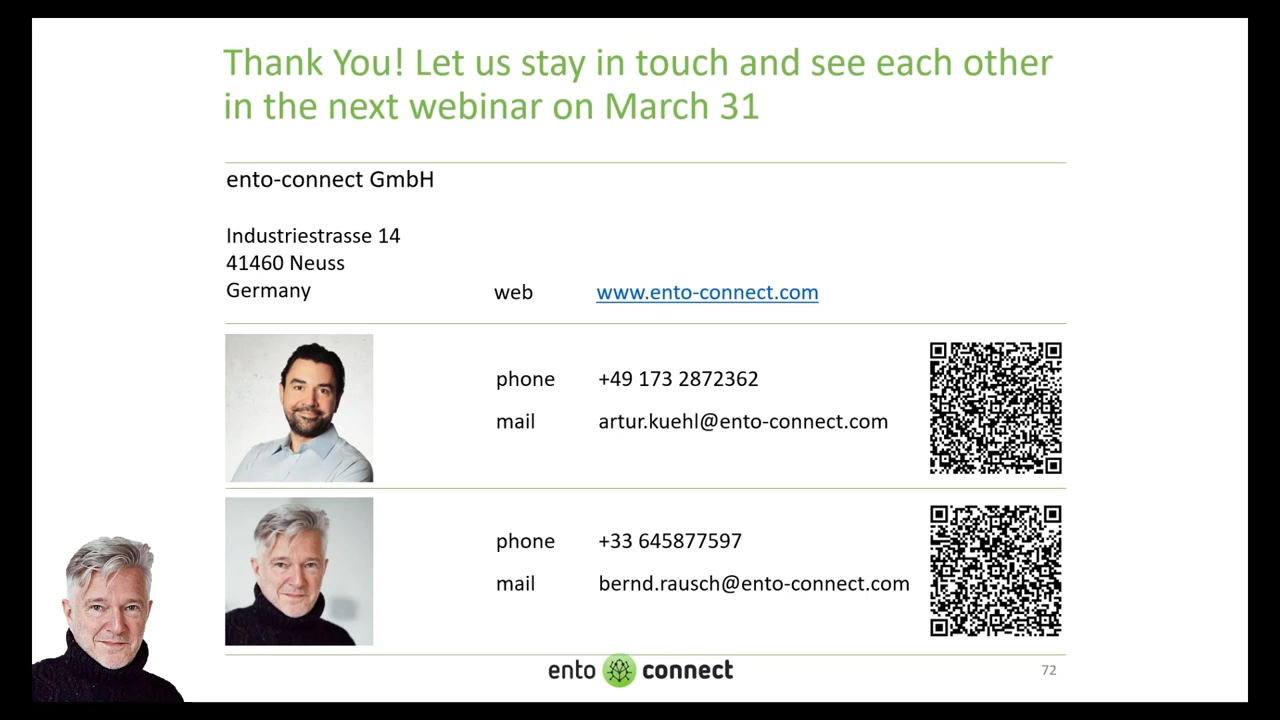 Thank You! Let us stay in touch and see each other
in the next webinar on March 31
ento-connect GmbH
Industriestrasse 14
41460 Neuss
Germany
web www.ento-connect.com
phone +49 173 2872362
mail artur.kuehl@ento-connect.com
phone +33 645877597
mail bernd.rausch@ento-connect.com
ento connect
72